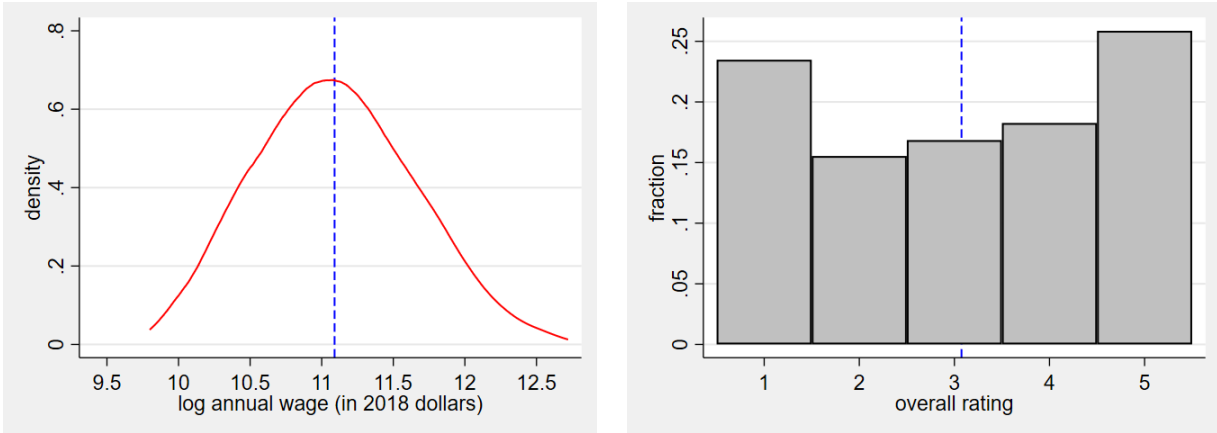 density
0
.2
.4
.6
.8
9.5 10 10.5 11 11.5 12 12.5
log annual wage (in 2018 dollars)
fraction
0
.05
.1
.15
.2
.25
1 2 3 4 5
overall rating